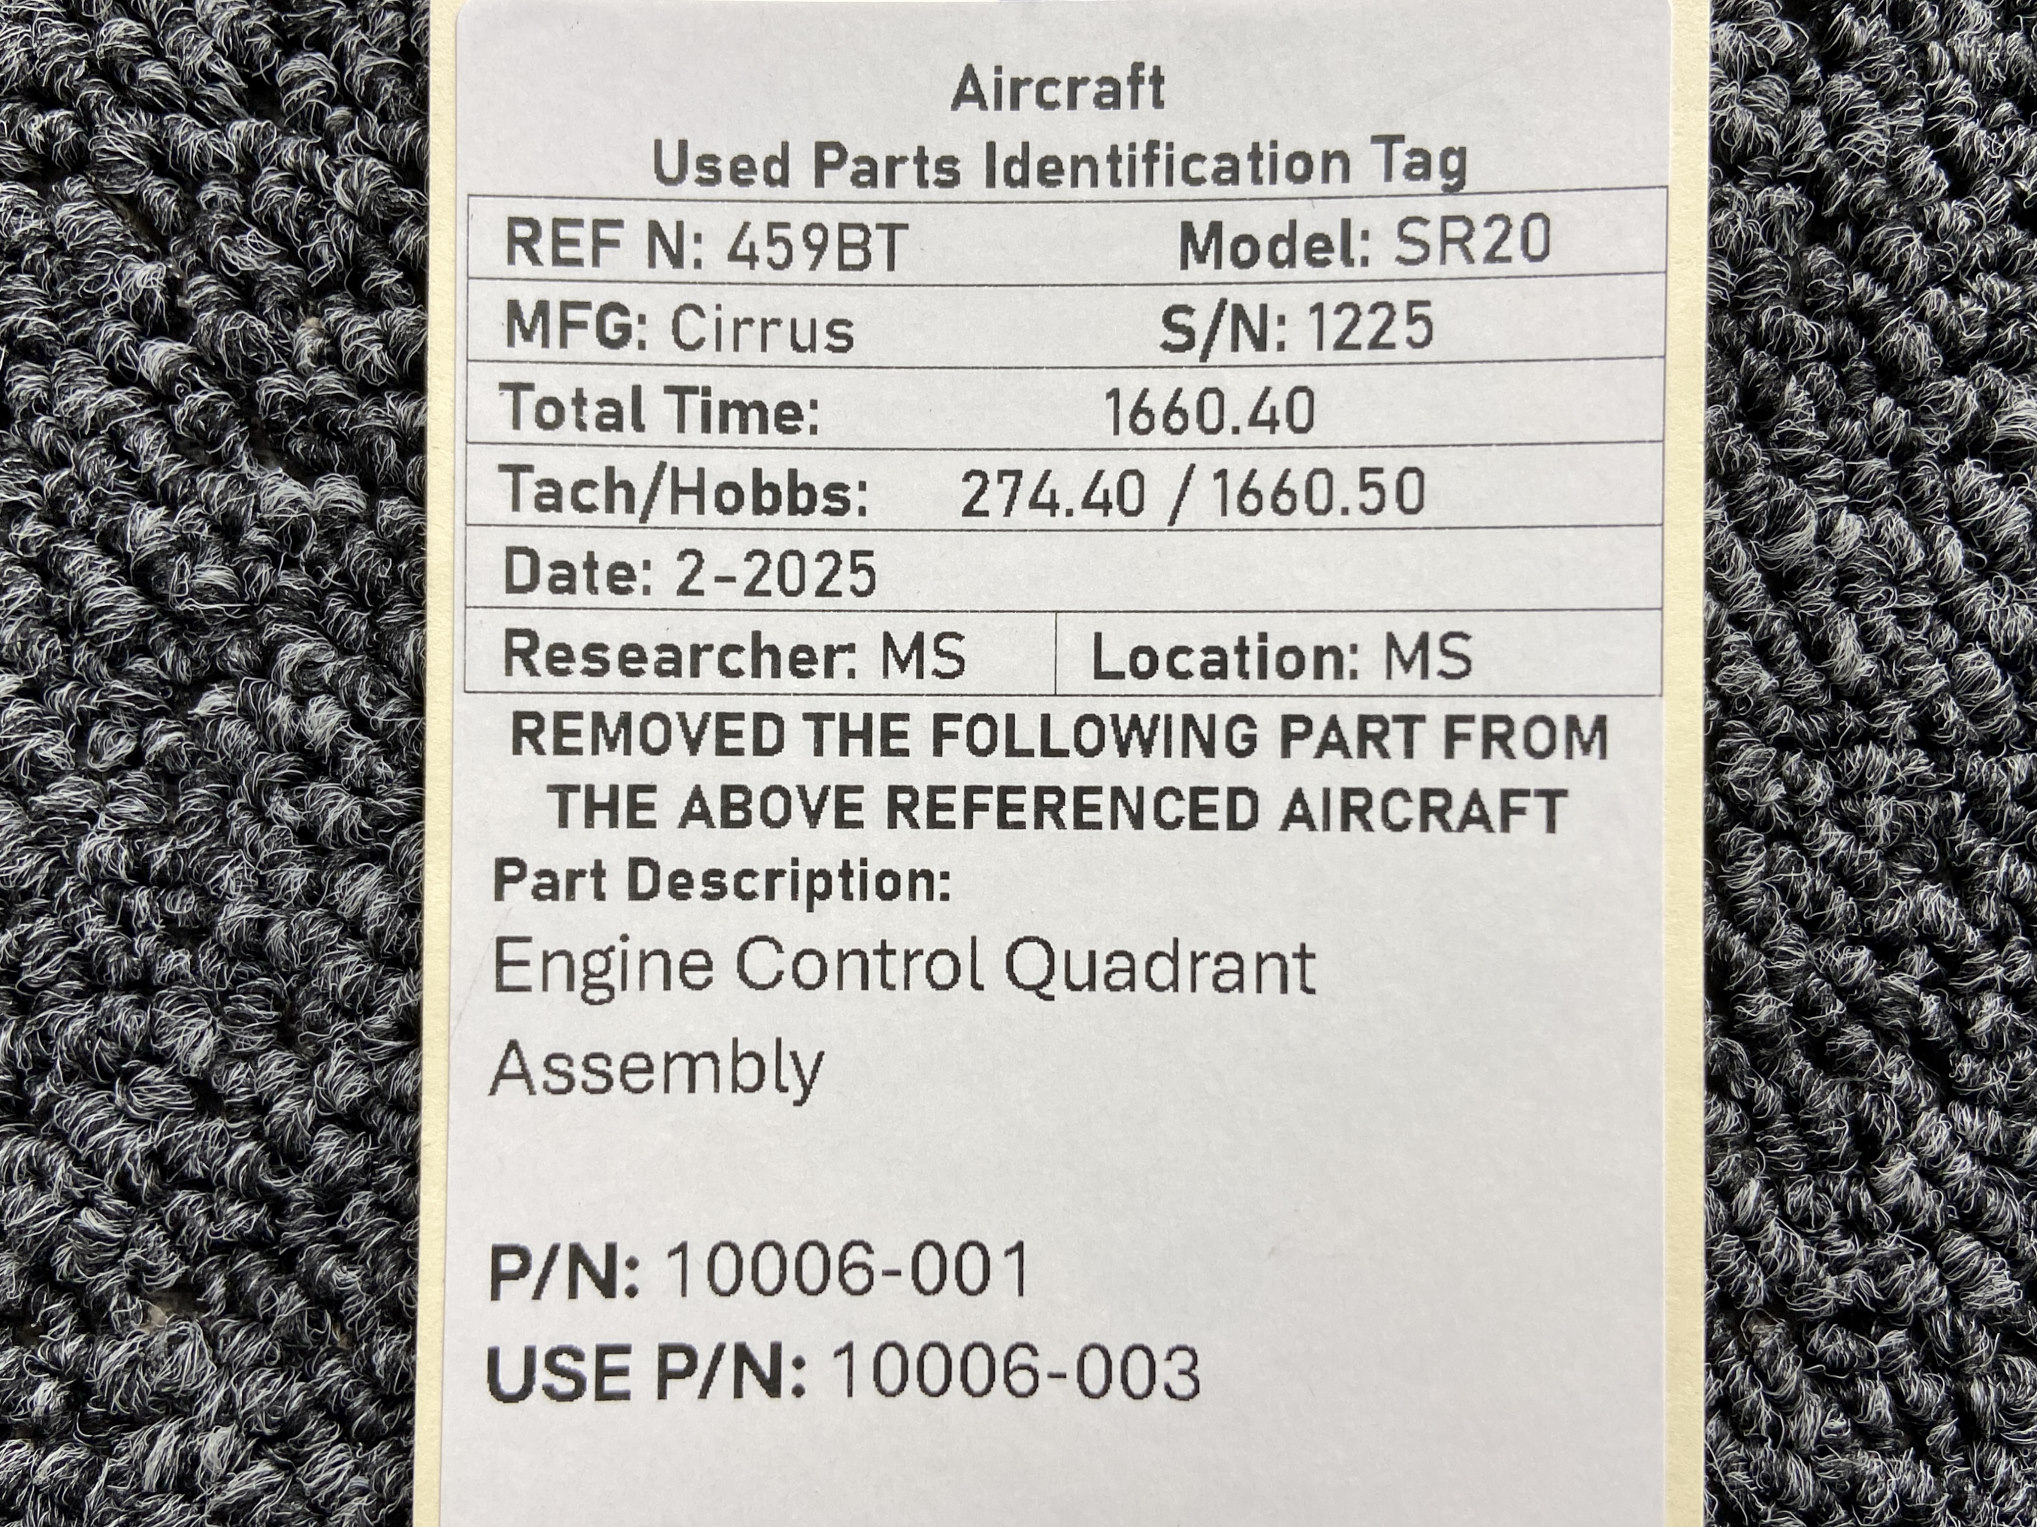 Aircraft
Used Parts Identification Tag
REF N: 459BT Model: SR20
MFG: Cirrus S/N: 1225
Total Time: 1660.40
Tach/Hobbs: 274.40 / 1660.50
Date: 2-2025
Researcher: MS Location: MS
REMOVED THE FOLLOWING PART FROM
THE ABOVE REFERENCED AIRCRAFT
Part Description:
Engine Control Quadrant
Assembly
P/N: 10006-001
USE P/N: 10006-003